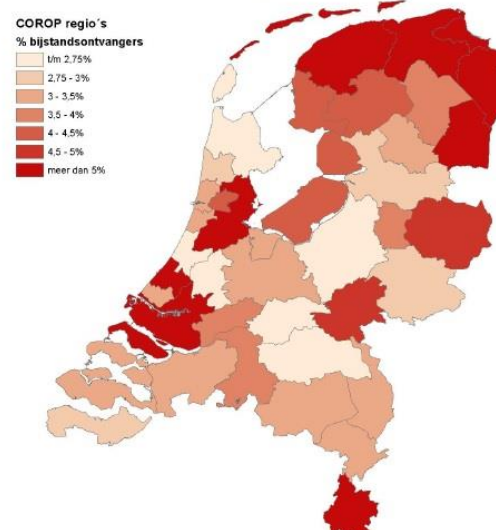 COROP regio´s
% bijstandsontvangers
t/m 2,75%
2,75 - 3%
3 - 3,5%
3,5 - 4%
4 - 4,5%
4,5 - 5%
meer dan 5%